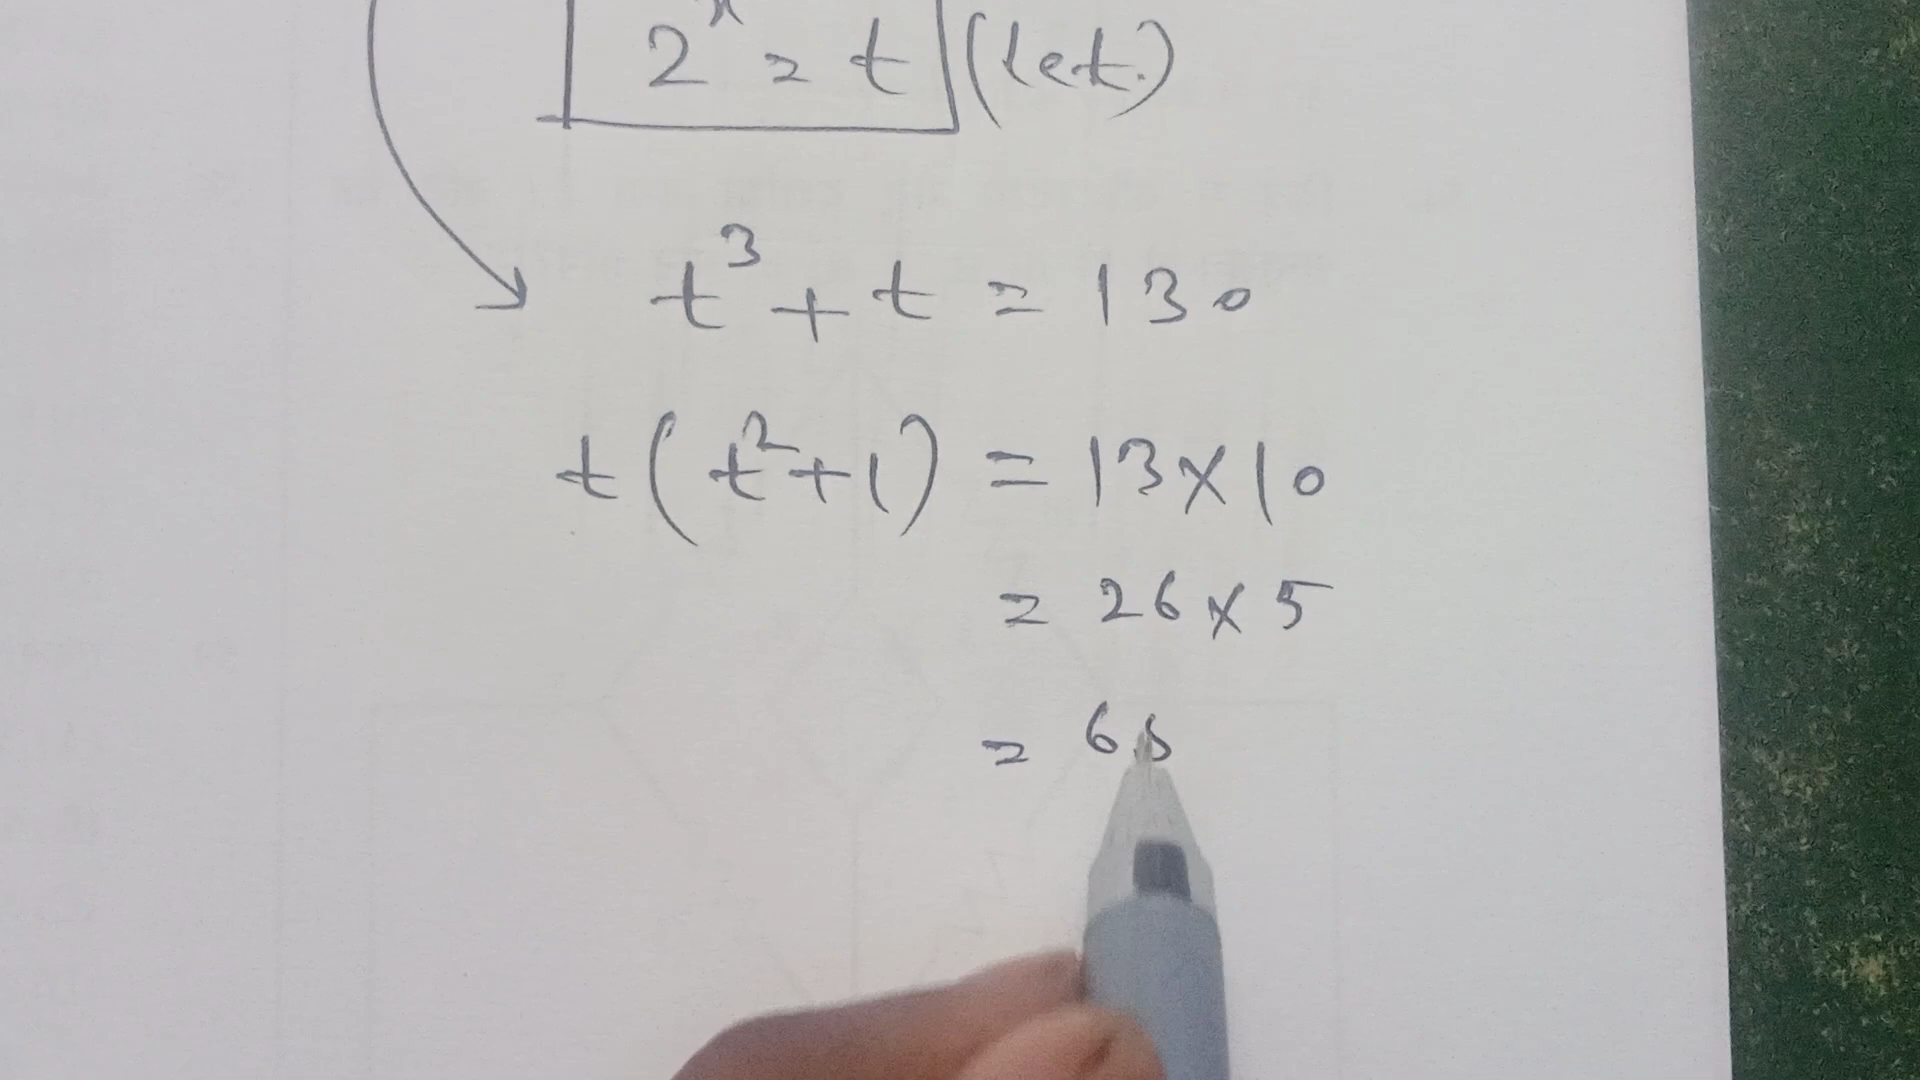 2^x = t (let.)
t^3 + t = 130
t(t^2+1) = 13×10
= 26×5
= 65